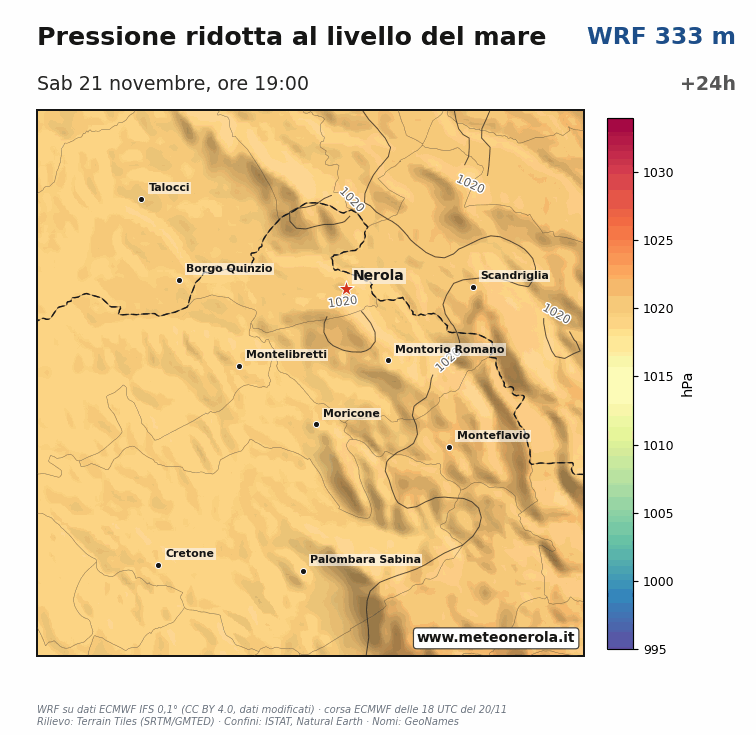 Pressione ridotta al livello del mare
WRF 333 m
Sab 21 novembre, ore 19:00
+24h
Talocci
1020
1020
Borgo Quinzio
Nerola
Scandriglia
1020
1020
Montelibretti
Montorio Romano
1020
Moricone
Monteflavio
Cretone
Palombara Sabina
www.meteonerola.it
1030
1025
1020
1015
1010
1005
1000
995
hPa
WRF su dati ECMWF IFS 0,1° (CC BY 4.0, dati modificati) · corsa ECMWF delle 18 UTC del 20/11
Rilievo: Terrain Tiles (SRTM/GMTED) · Confini: ISTAT, Natural Earth · Nomi: GeoNames